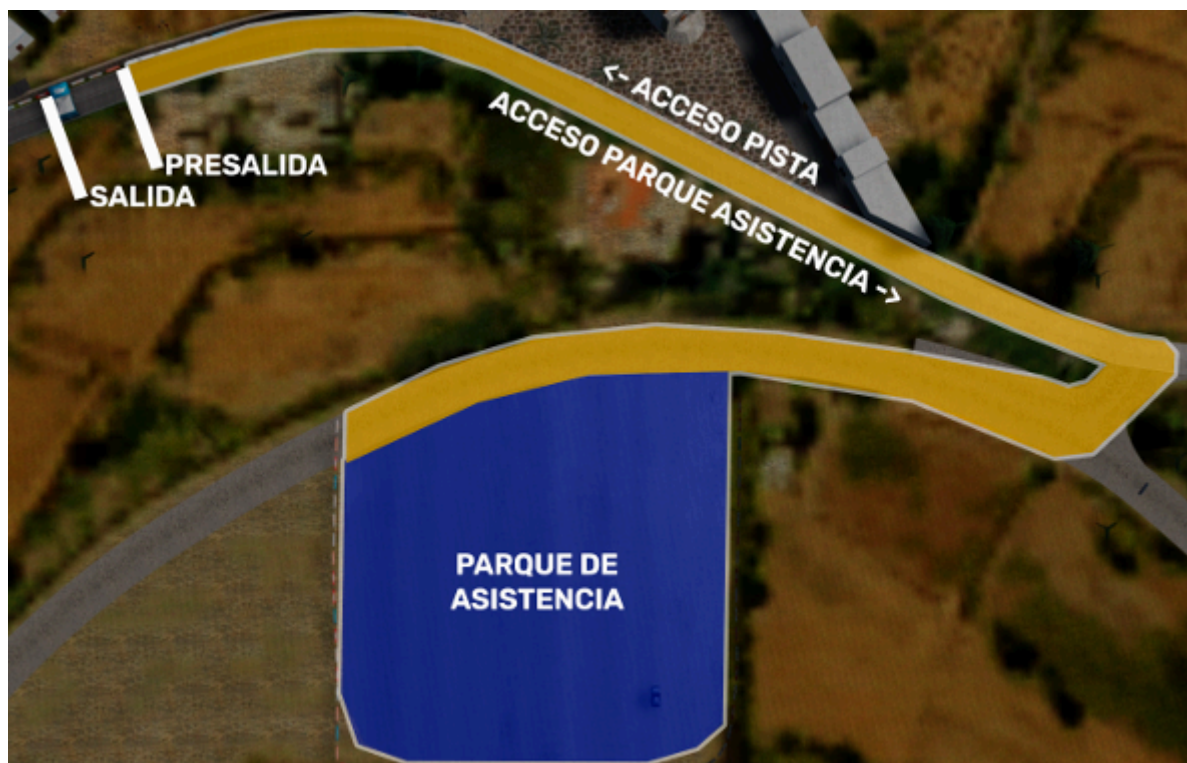 <- ACCESO PISTA
ACCESO PARQUE ASISTENCIA ->
PRESALIDA
SALIDA
PARQUE DE
ASISTENCIA